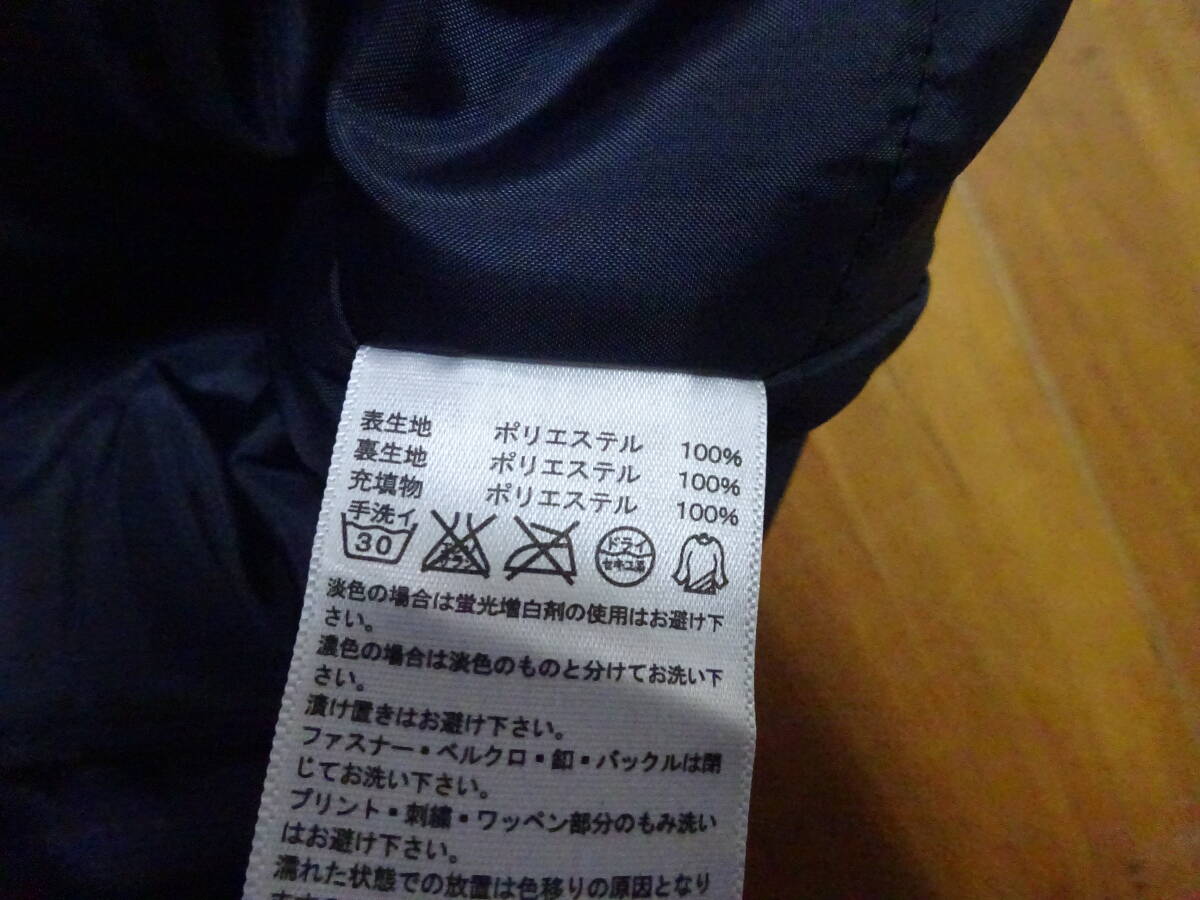 表生地 ポリエステル 100%
裏生地 ポリエステル 100%
充填物 ポリエステル 100%
手洗イ
30
ドライ
セキユ系
淡色の場合は蛍光増白剤の使用はお避け下
さい。
濃色の場合は淡色のものと分けてお洗い下
さい。
漬け置きはお避け下さい。
ファスナー・ベルクロ・釦・バックルは閉
じてお洗い下さい。
プリント・刺繍・ワッペン部分のもみ洗い
はお避け下さい。
濡れた状態での放置は色移りの原因となり